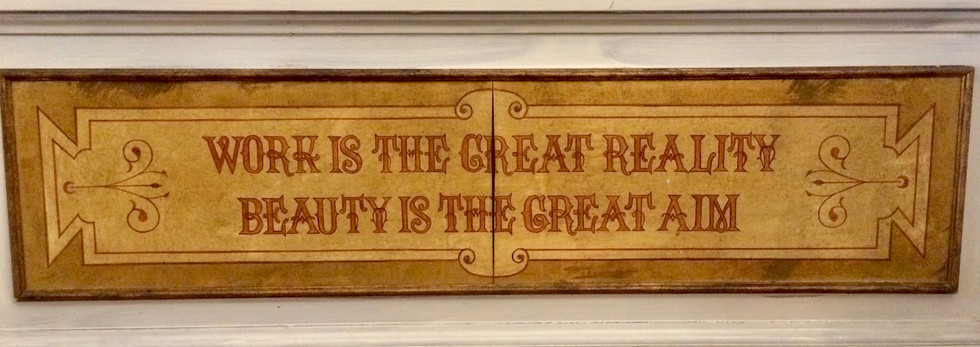 WORK IS THE GREAT REALITY
BEAUTY IS THE GREAT AIM